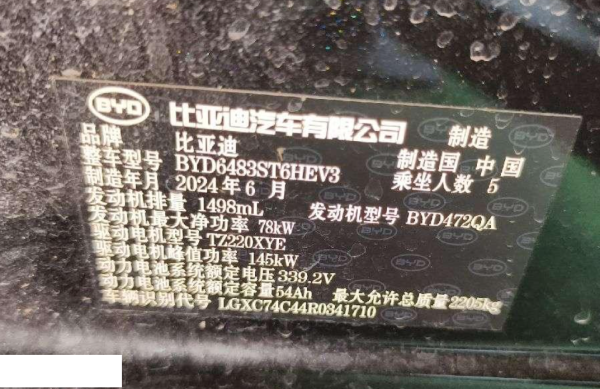 BYD 比亚迪汽车有限公司 制造
品牌 比亚迪 制造国 中国
整车型号 BYD6483ST6HEV3 乘坐人数 5
制造年月 2024年6月
发动机排量 1498mL 发动机型号 BYD472QA
发动机最大净功率 78kW
驱动电机型号 TZ220XYE
驱动电机峰值功率 145kW
动力电池系统额定电压 339.2V
动力电池系统额定容量 54Ah 最大允许总质量 2205kg
车辆识别代号 LGXC74C44R0341710